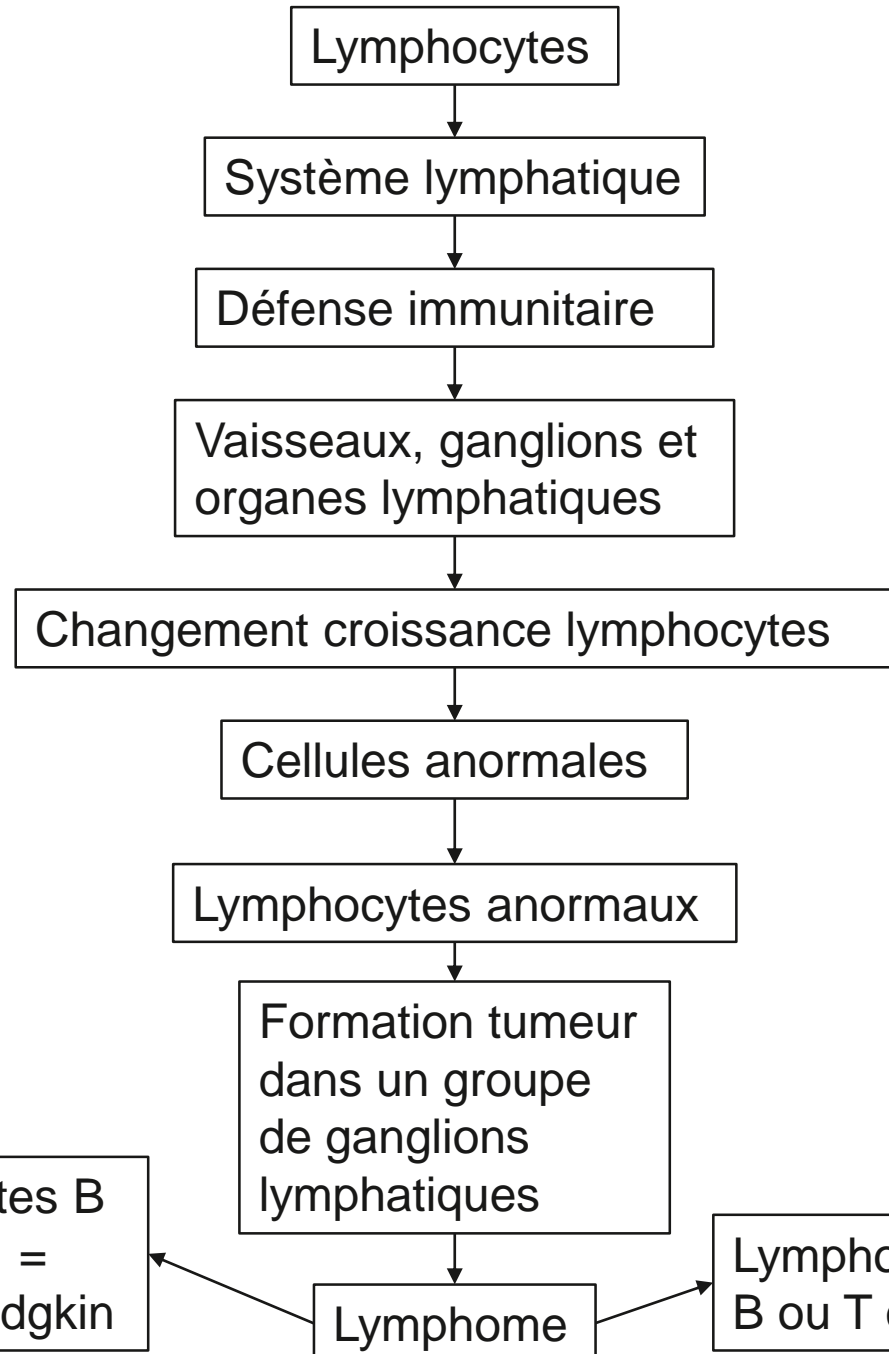 Lymphocytes
Système lymphatique
Défense immunitaire
Vaisseaux, ganglions et
organes lymphatiques
Changement croissance lymphocytes
Cellules anormales
Lymphocytes anormaux
Formation tumeur
dans un groupe
de ganglions
lymphatiques
B
=
Lymphome
B ou T